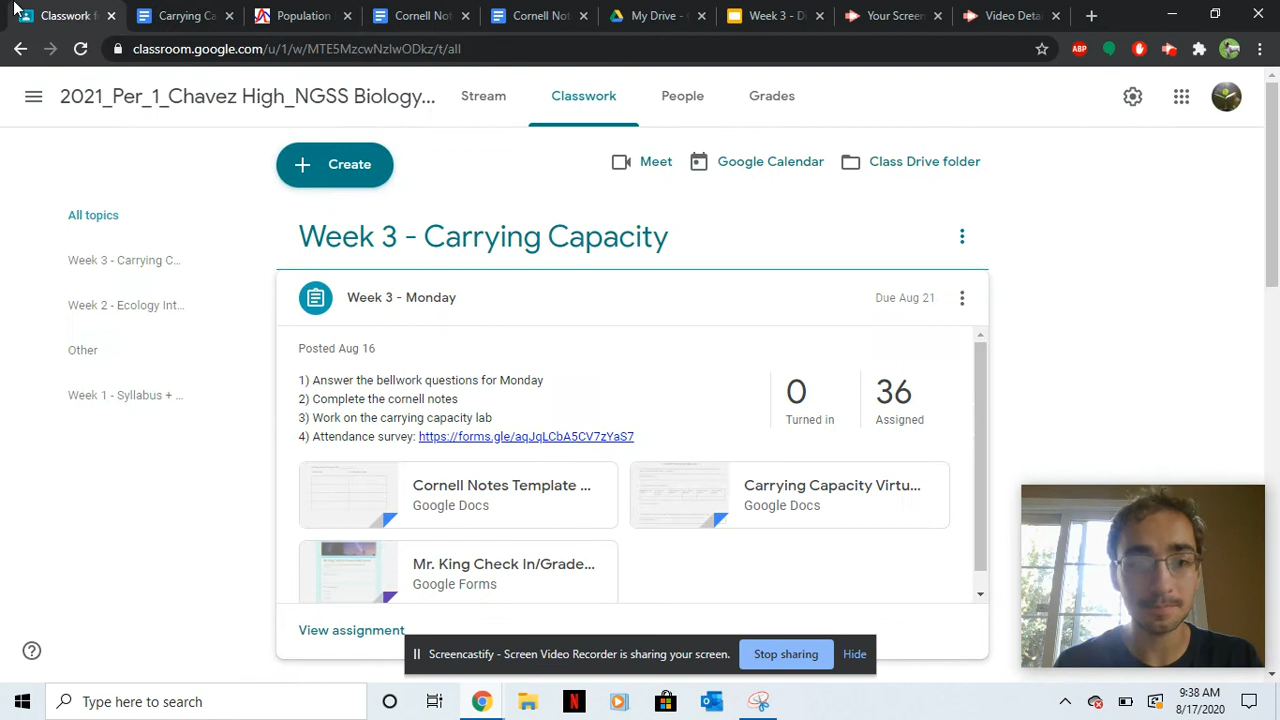 Classwork
Carrying Ca
Population
Cornell No
Cornell No
My Drive -
Week 3 - D
Your Scree
Video Deta
classroom.google.com/u/1/w/MTE5MzcwNzIwODkz/t/all
ABP
2021_Per_1_Chavez High_NGSS Biology...
Stream
Classwork
People
Grades
Create
Meet
Google Calendar
Class Drive folder
All topics
Week 3 - Carrying C...
Week 2 - Ecology Int...
Other
Week 1 - Syllabus + ...
Week 3 - Carrying Capacity
Week 3 - Monday
Due Aug 21
Posted Aug 16
1) Answer the bellwork questions for Monday
2) Complete the cornell notes
3) Work on the carrying capacity lab
4) Attendance survey: https://forms.gle/aqJqLCbA5CV7zYaS7
0
Turned in
36
Assigned
Cornell Notes Template ...
Google Docs
Carrying Capacity Virtu...
Google Docs
Mr. King Check In/Grade...
Google Forms
View assignment
Screencastify - Screen Video Recorder is sharing your screen.
Stop sharing
Hide
Type here to search
9:38 AM
8/17/2020